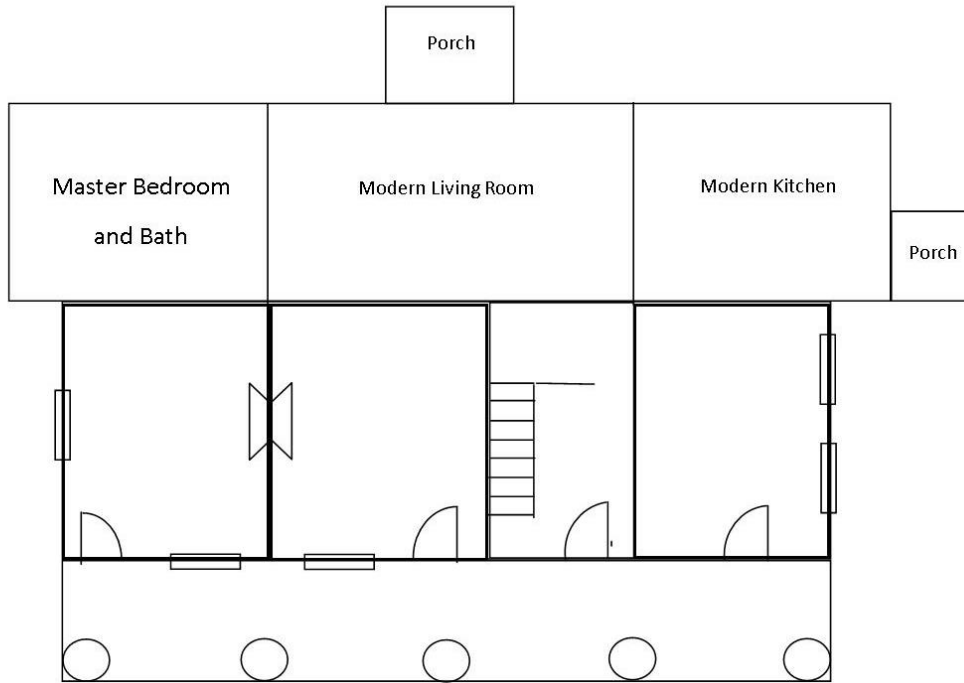 Porch
Master Bedroom
and Bath
Modern Living Room
Modern Kitchen
Porch